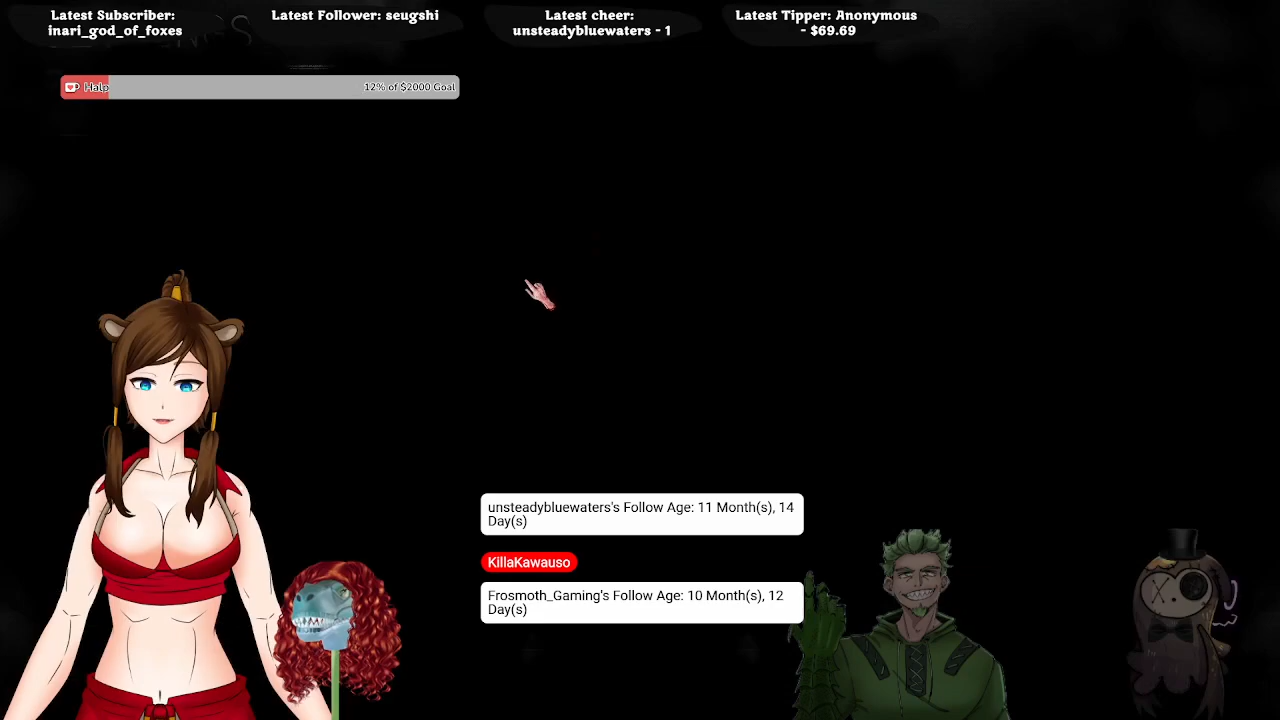 Latest Subscriber:
inari_god_of_foxes
Latest Follower: seugshi
Latest cheer:
unsteadybluewaters - 1
Latest Tipper: Anonymous
- $69.69
Halo
12% of $2000 Goal
unsteadybluewaters's Follow Age: 11 Month(s), 14
Day(s)
KillaKawauso
Frosmoth_Gaming's Follow Age: 10 Month(s), 12
Day(s)